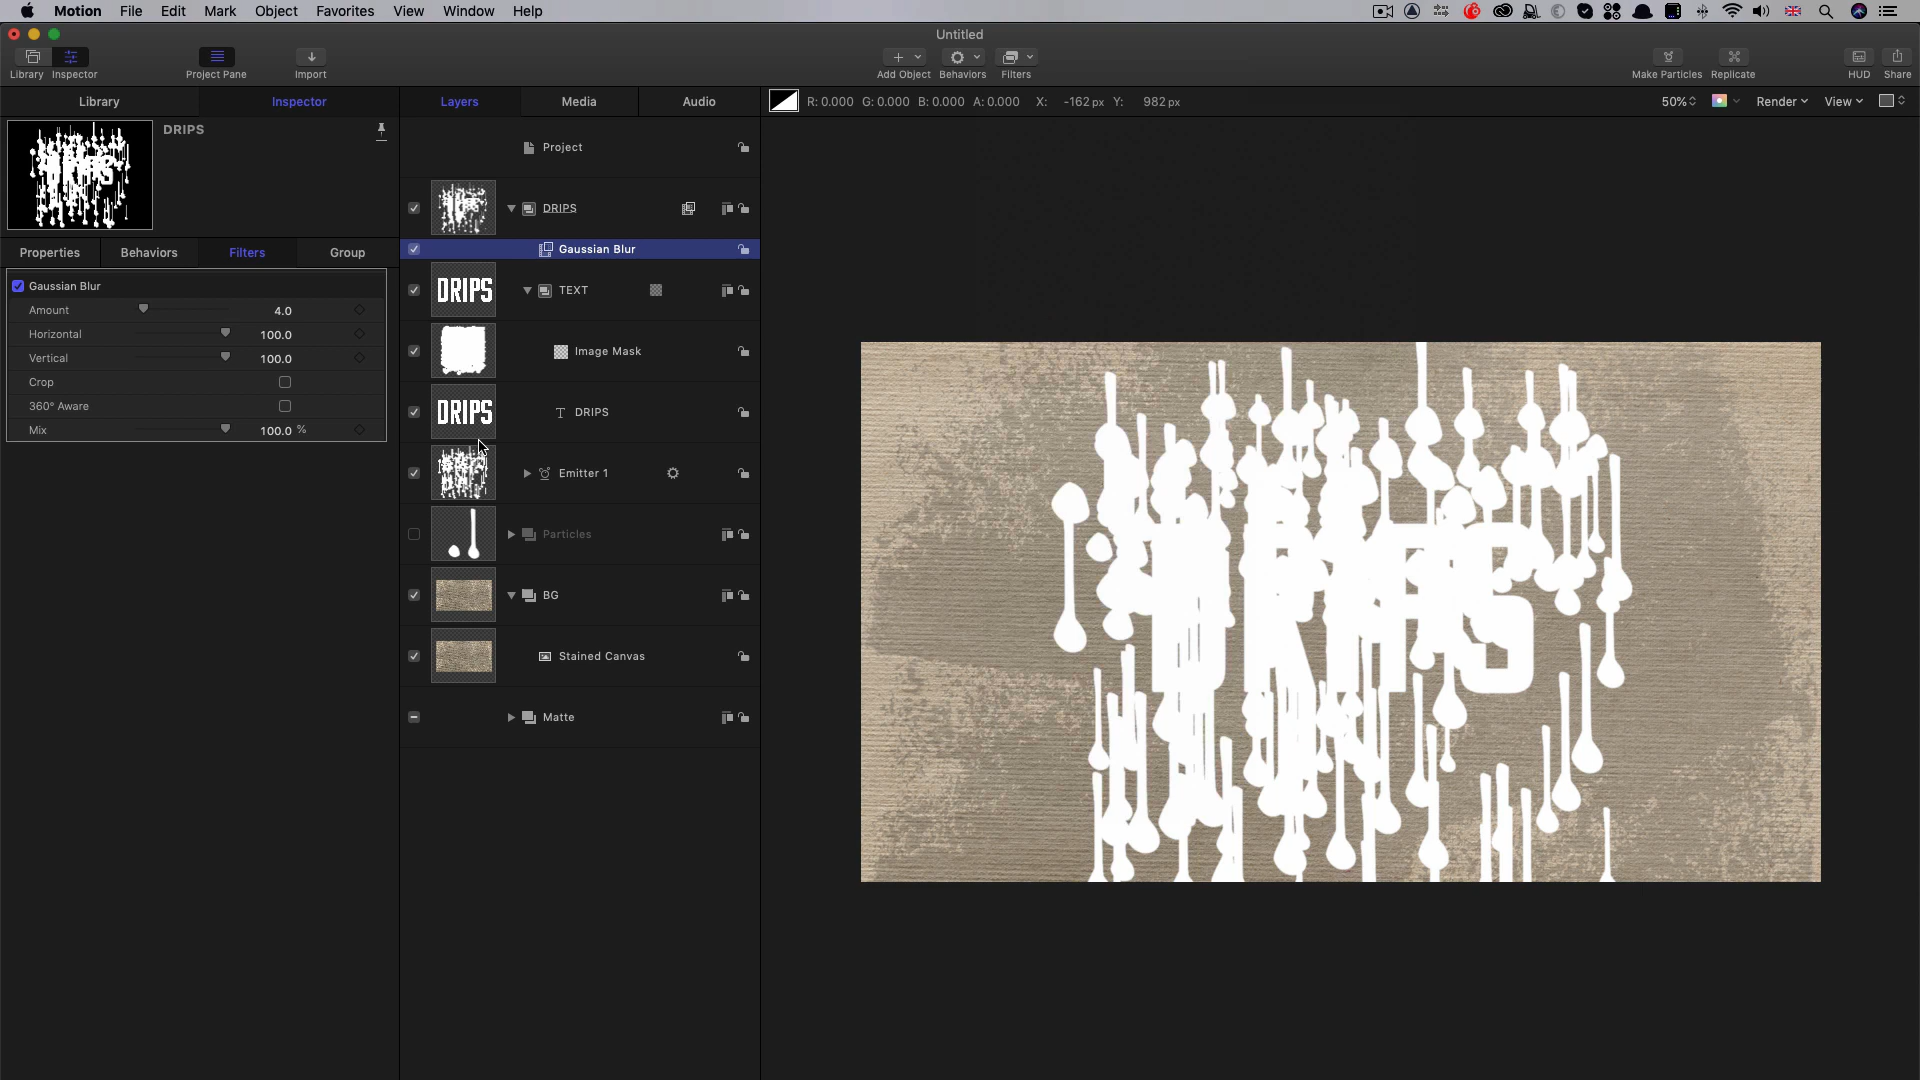 Motion File Edit Mark Object Favorites View Window Help
Untitled
Library Inspector Project Pane Import Add Object Behaviors Filters Make Particles Replicate HUD Share
Library Inspector Layers Media Audio R: 0.000 G: 0.000 B: 0.000 A: 0.000 X: -162 px Y: 982 px 50% Render View
DRIPS
Properties Behaviors Filters Group
Gaussian Blur
Amount 4.0
Horizontal 100.0
Vertical 100.0
Crop
360° Aware
Mix 100.0 %
Project
DRIPS
Gaussian Blur
DRIPS TEXT
Image Mask
DRIPS DRIPS
Emitter 1
Particles
BG
Stained Canvas
Matte
DRIPS